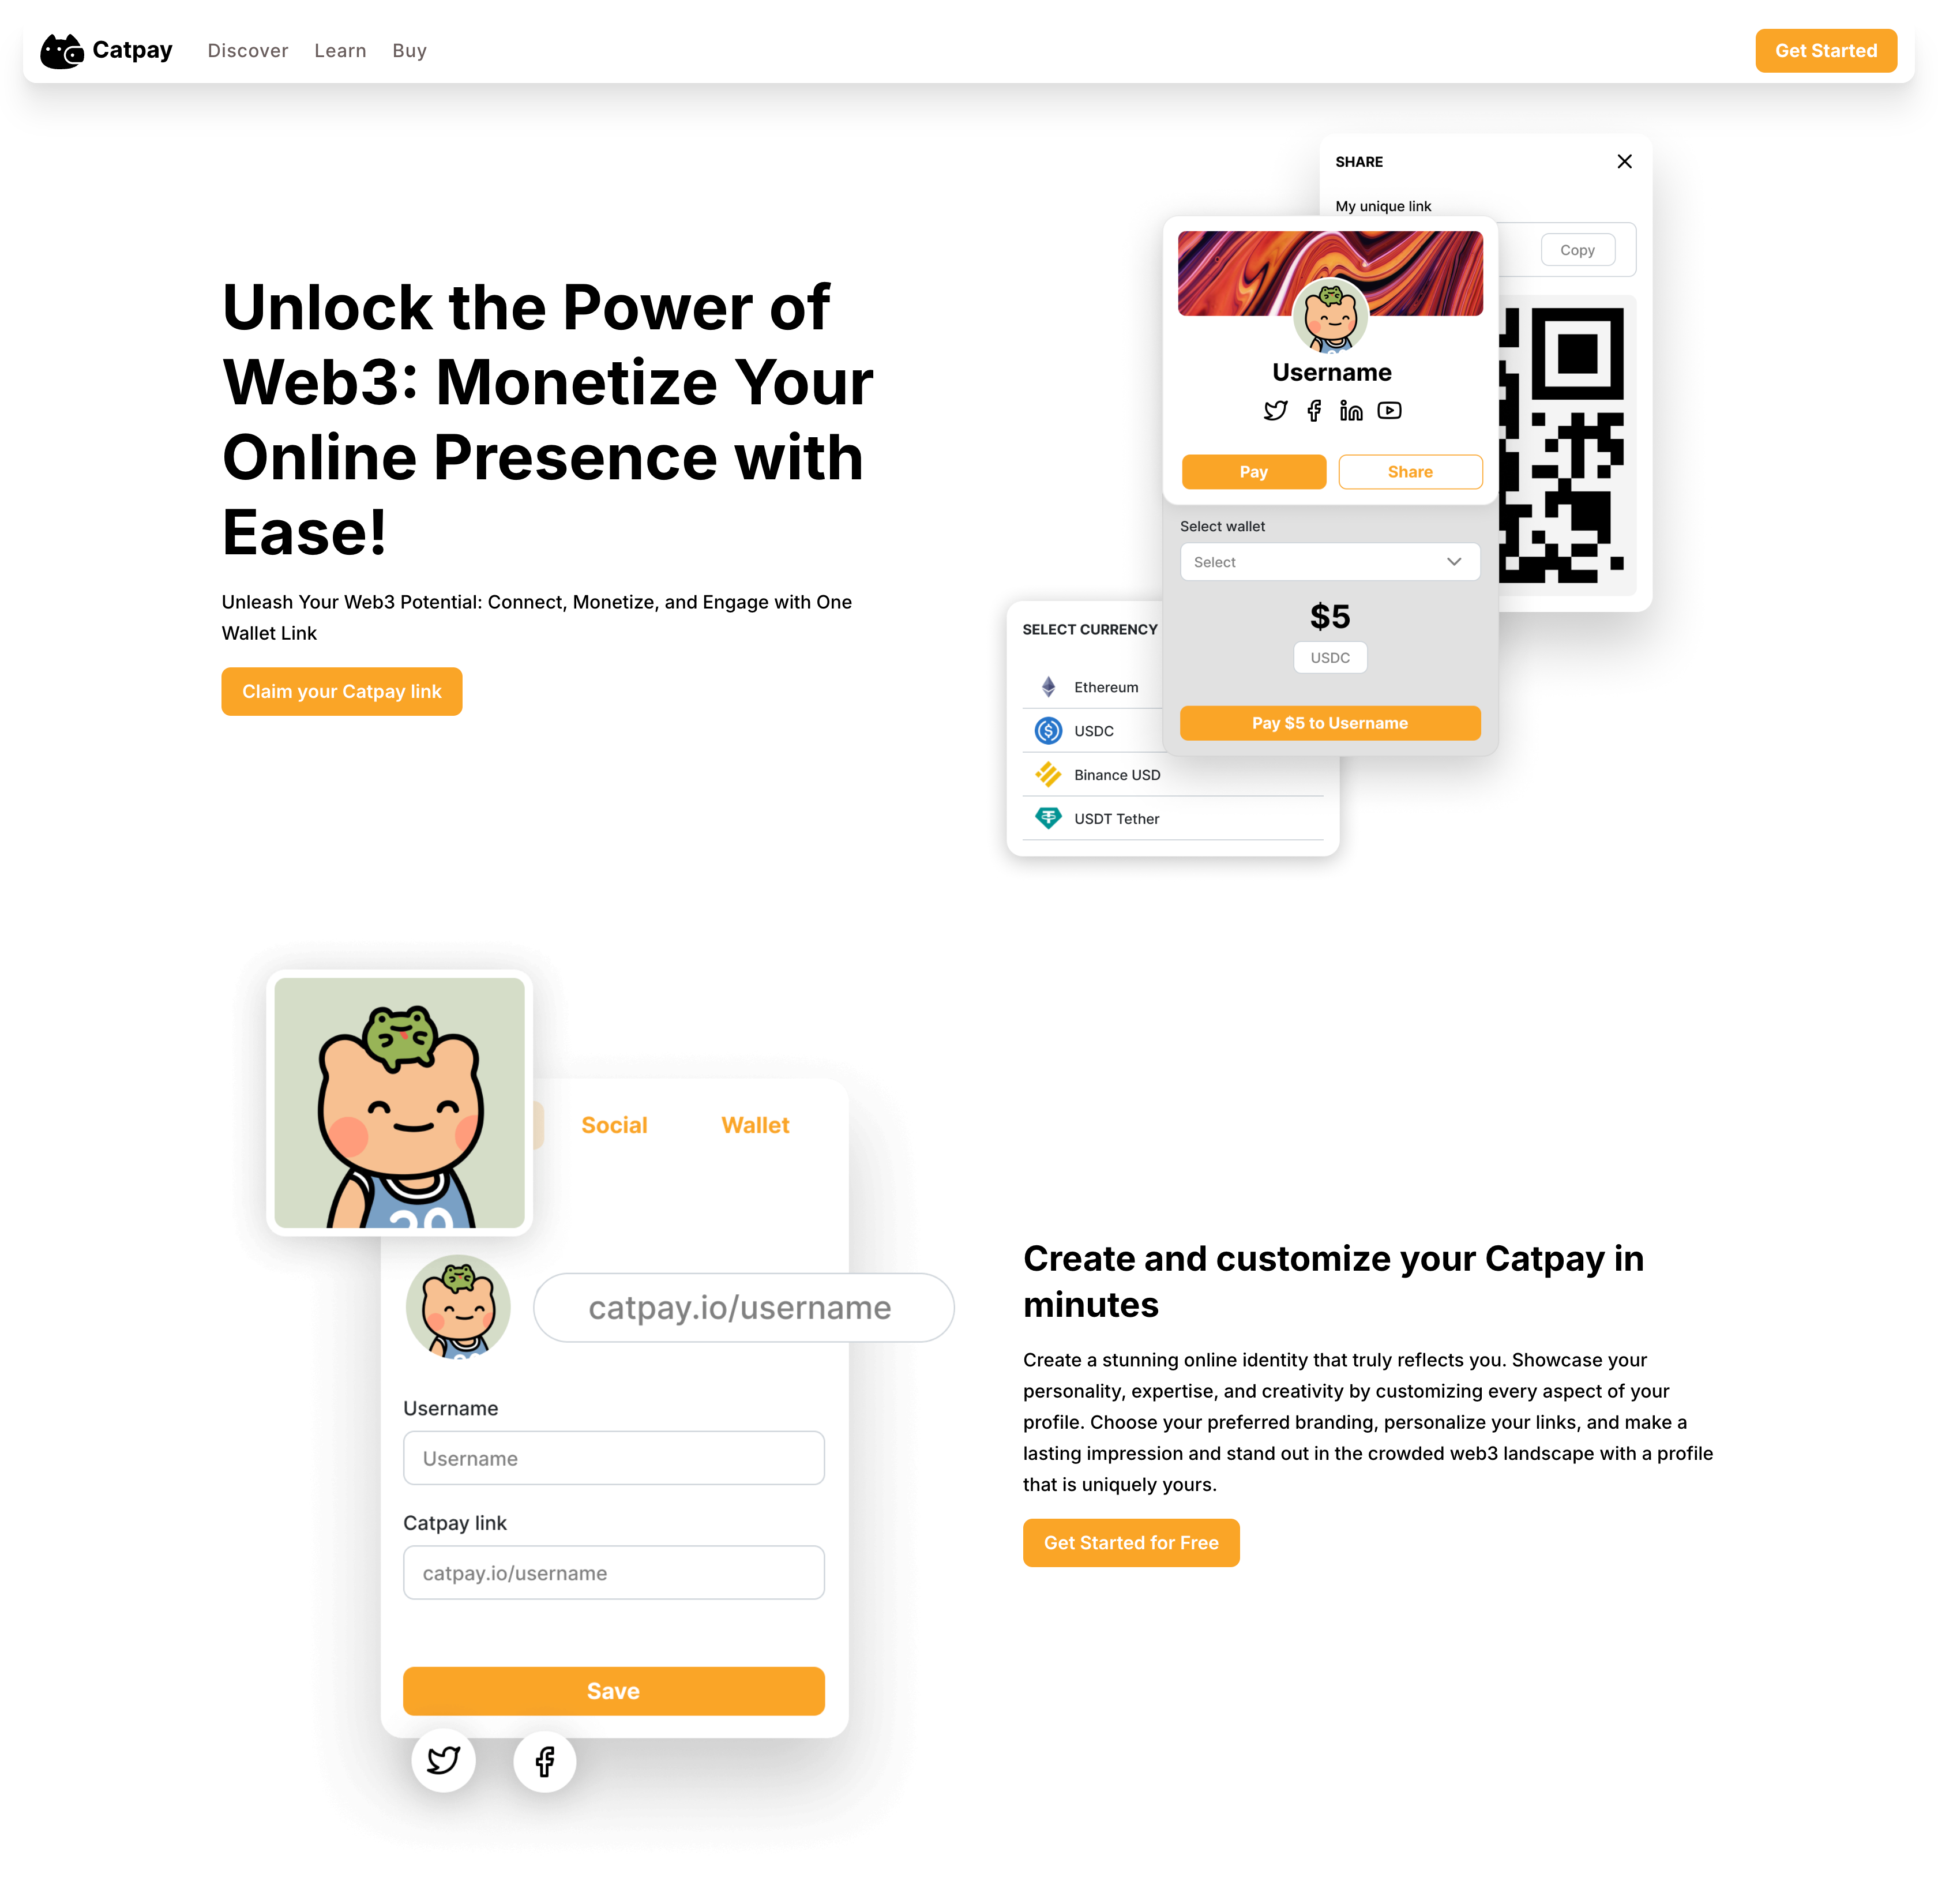 Catpay
Discover
Learn
Buy
Get Started
Unlock the Power of
Web3: Monetize Your
Online Presence with
Ease!
Unleash Your Web3 Potential: Connect, Monetize, and Engage with One
Wallet Link
Claim your Catpay link
SHARE
My unique link
Copy
Username
Pay
Share
Select wallet
Select
$5
USDC
Pay $5 to Username
SELECT CURRENCY
Ethereum
USDC
Binance USD
USDT Tether
Social
Wallet
catpay.io/username
Username
Username
Catpay link
catpay.io/username
Save
Create and customize your Catpay in
minutes
Create a stunning online identity that truly reflects you. Showcase your
personality, expertise, and creativity by customizing every aspect of your
profile. Choose your preferred branding, personalize your links, and make a
lasting impression and stand out in the crowded web3 landscape with a profile
that is uniquely yours.
Get Started for Free